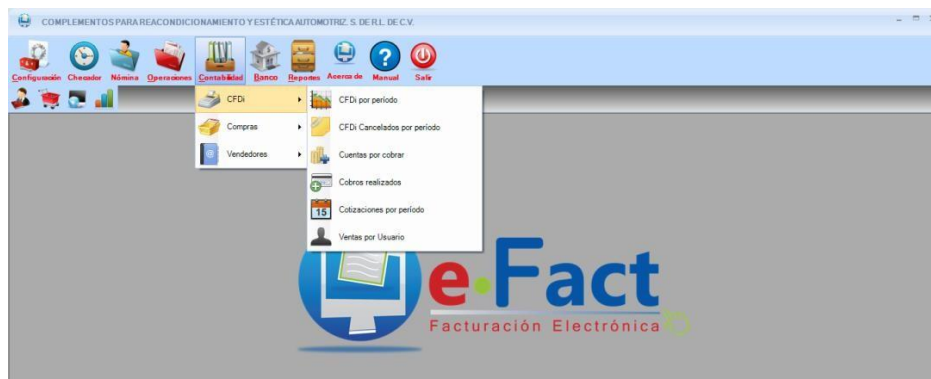 COMPLEMENTOS PARA REACONDICIONAMIENTO Y ESTÉTICA AUTOMOTRIZ. S. DE R.L. DE C.V.
Configuración Checador Nómina Operaciones Contabilidad Banco Reportes Acerca de Manual Salir
CFDi
Compras
Vendedores
CFDi por período
CFDi Cancelados por período
Cuentas por cobrar
Cobros realizados
15
Cotizaciones por período
Ventas por Usuario
e-Fact
Facturación Electrónica